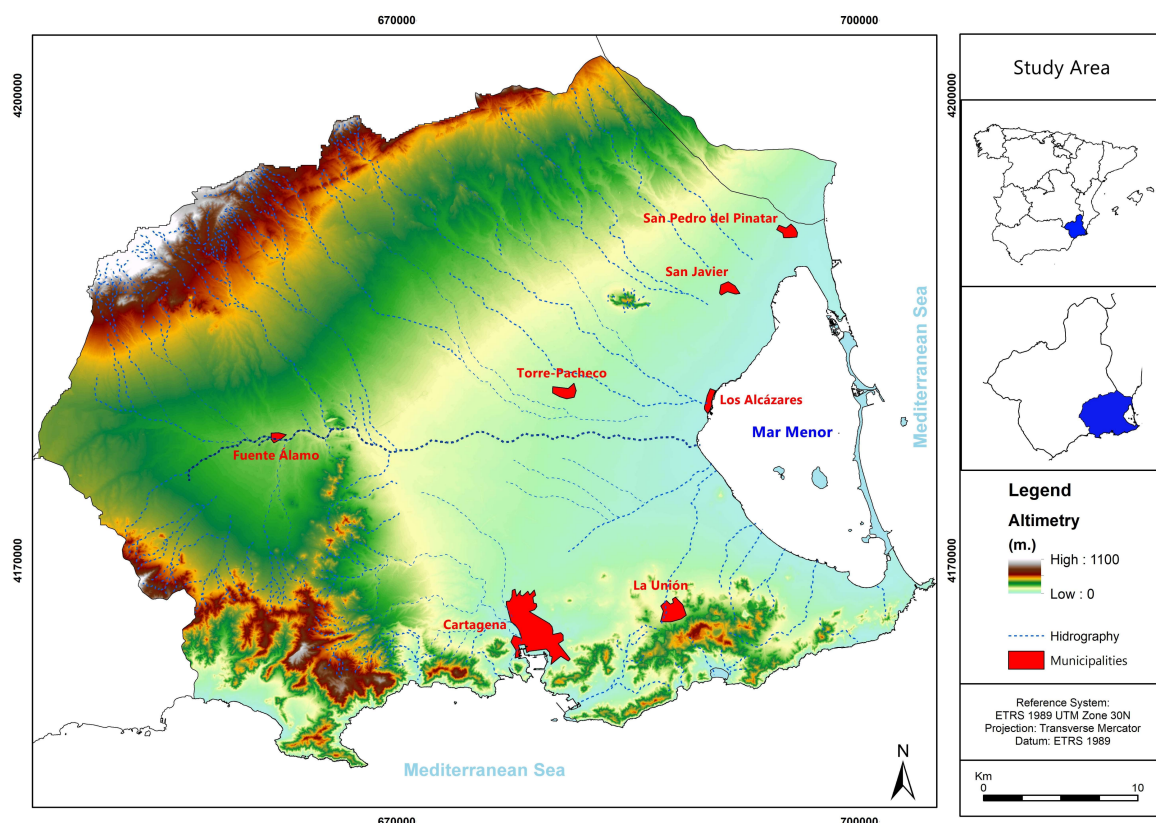 670000
700000
4200000
4200000
4170000
4170000
San Pedro del Pinatar
San Javier
Torre-Pacheco
Los Alcázares
Mar Menor
Fuente Álamo
La Unión
Cartagena
Mediterranean Sea
Mediterranean Sea
Mediterranean Sea
N
670000
700000
Study Area
Legend
Altimetry
(m.)
High : 1100
Low : 0
Hidrography
Municipalities
Reference System:
ETRS 1989 UTM Zone 30N
Projection: Transverse Mercator
Datum: ETRS 1989
Km
0 10